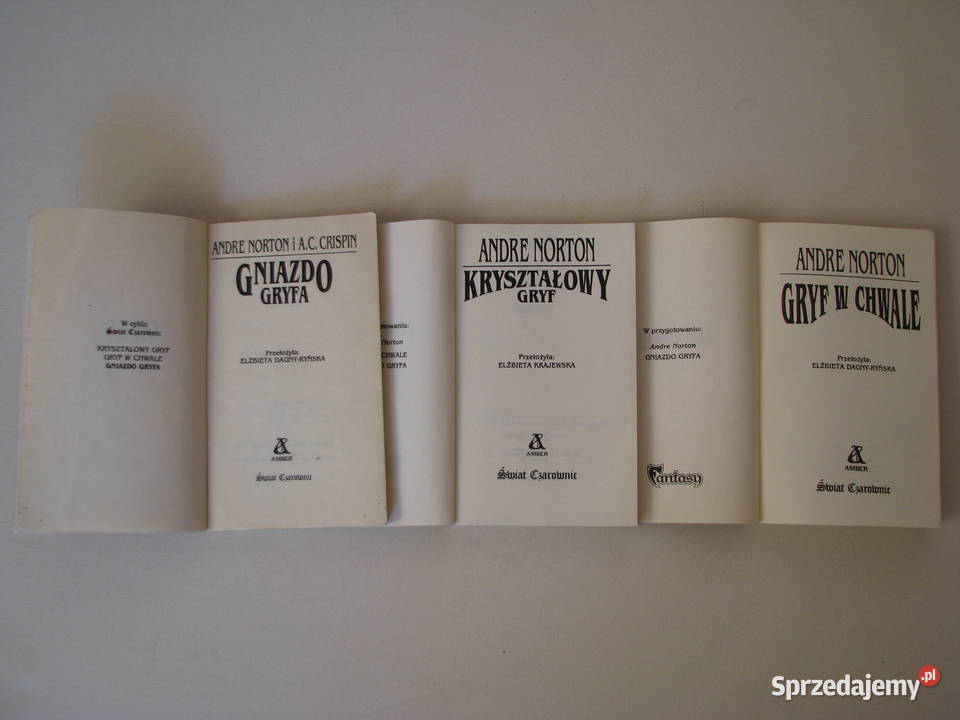 W cyklu
Świat Czarownic:
KRYSZTAŁOWY GRYF
GRYF W CHWALE
GNIAZDO GRYFA
ANDRE NORTON i A.C. CRISPIN
GNIAZDO
GRYFA
Przełożyła:
ELŻBIETA DAGNY-RYŃSKA
AMBER
Świat Czarownic
otowaniu:
Norton
CHWALE
DO GRYFA
ANDRE NORTON
KRYSZTAŁOWY
GRYF
Przełożyła:
ELŻBIETA KRAJEWSKA
AMBER
Świat Czarownic
W przygotowaniu:
Andre Norton
GNIAZDO GRYFA
Fantasy
ANDRE NORTON
GRYF W CHWALE
Przełożyła:
ELŻBIETA DAGNY-RYŃSKA
AMBER
Świat Czarownic
Sprzedajemy.pl